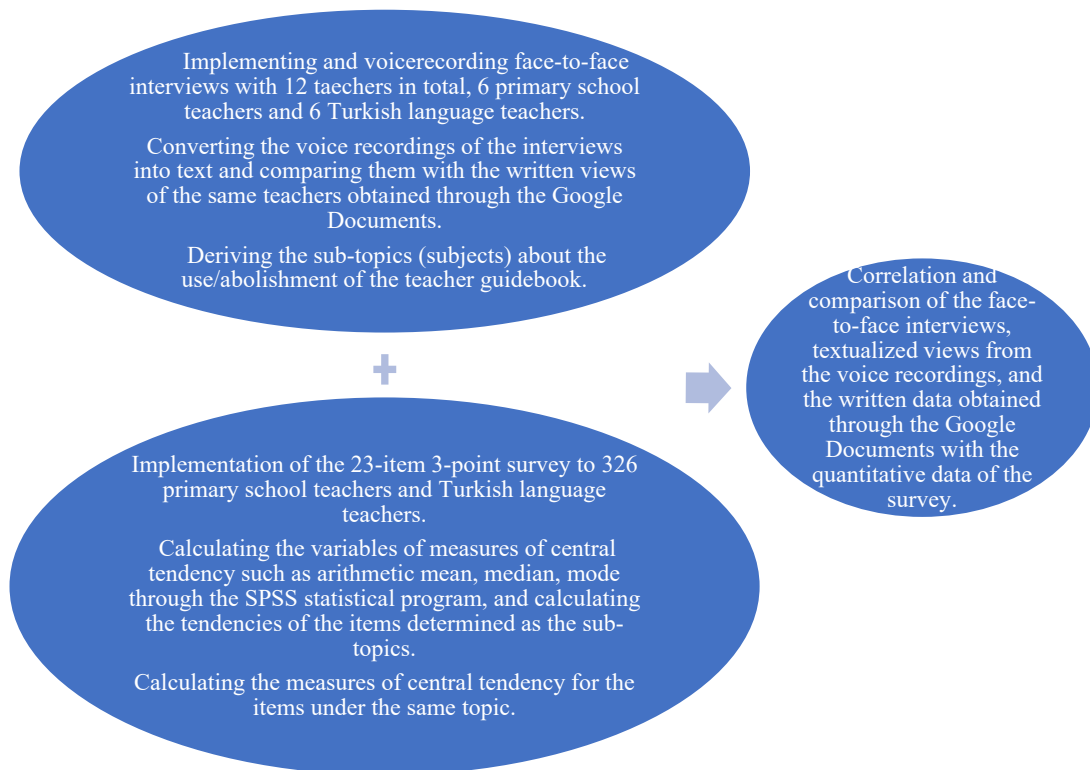 Implementing and voicerecording face-to-face
interviews with 12 taechers in total, 6 primary school
teachers and 6 Turkish language teachers.
Converting the voice recordings of the interviews
into text and comparing them with the written views
of the same teachers obtained through the Google
Documents.
Deriving the sub-topics (subjects) about the
use/abolishment of the teacher guidebook.
+
Implementation of the 23-item 3-point survey to 326
primary school teachers and Turkish language
teachers.
Calculating the variables of measures of central
tendency such as arithmetic mean, median, mode
through the SPSS statistical program, and calculating
the tendencies of the items determined as the sub-
topics.
Calculating the measures of central tendency for the
items under the same topic.
Correlation and
comparison of the face-
to-face interviews,
textualized views from
the voice recordings, and
the written data obtained
through the Google
Documents with the
quantitative data of the
survey.